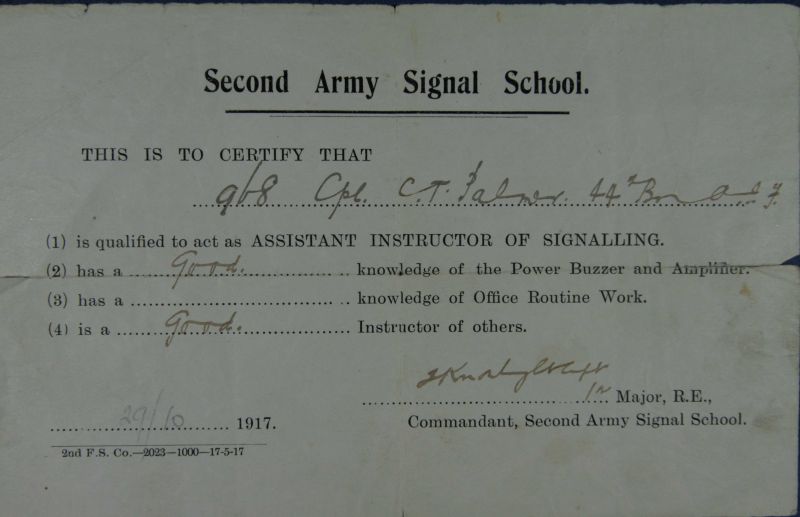 Second Army Signal School.
THIS IS TO CERTIFY THAT
968 Cpl. C.T. Palmer. 44th Bn A.I.F.
(1) is qualified to act as ASSISTANT INSTRUCTOR OF SIGNALLING.
(2) has a Good. knowledge of the Power Buzzer and Amplifier.
(3) has a knowledge of Office Routine Work.
(4) is a Good. Instructor of others.
Major, R.E.,
29/10 1917.
Commandant, Second Army Signal School.
2nd F.S. Co.—2023—1000—17-5-17